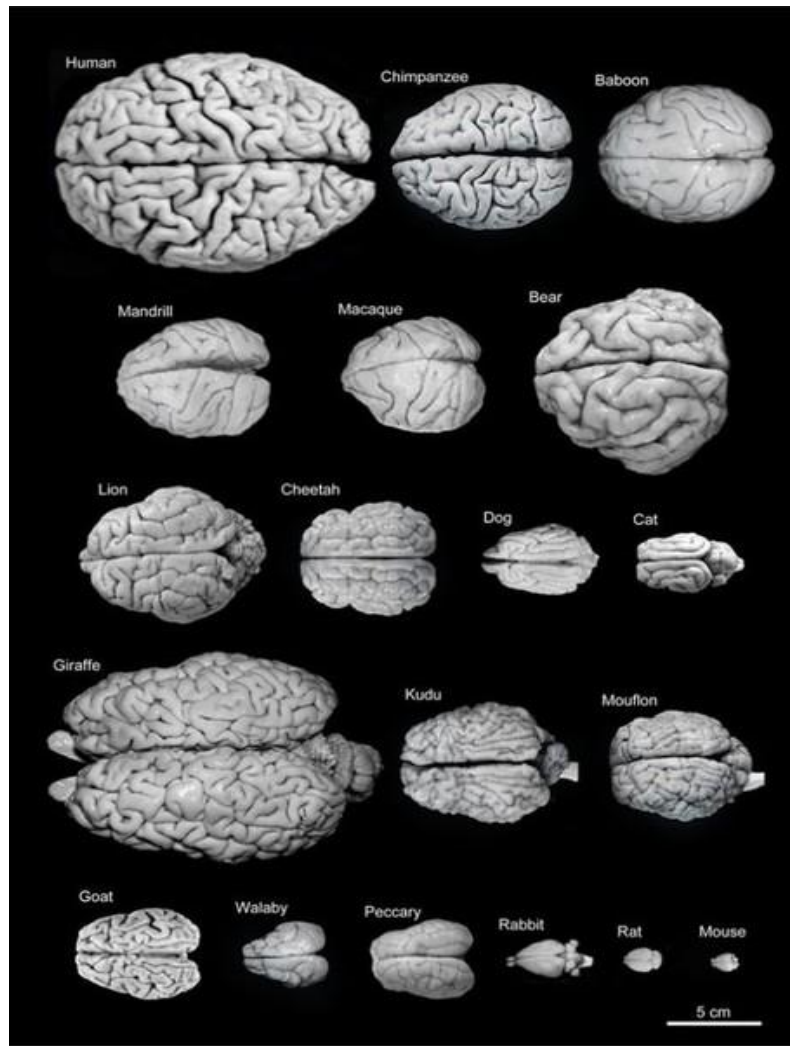 Human
Chimpanzee
Baboon
Mandrill
Macaque
Bear
Lion
Cheetah
Dog
Cat
Giraffe
Kudu
Mouflon
Goat
Walaby
Peccary
Rabbit
Rat
Mouse
5 cm